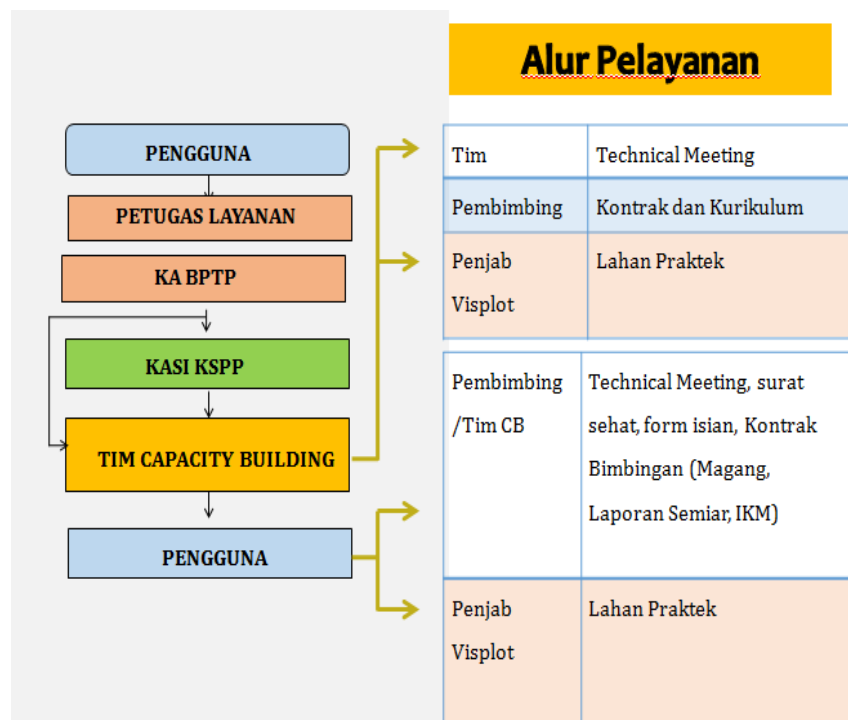 Alur Pelayanan
PENGGUNA
PETUGAS LAYANAN
KA BPTP
KASI KSPP
TIM CAPACITY BUILDING
PENGGUNA
Tim
Technical Meeting
Pembimbing
Kontrak dan Kurikulum
Penjab
Visplot
Lahan Praktek
Pembimbing
/Tim CB
Technical Meeting, surat
sehat, form isian, Kontrak
Bimbingan (Magang,
Laporan Semiar, IKM)
Penjab
Visplot
Lahan Praktek